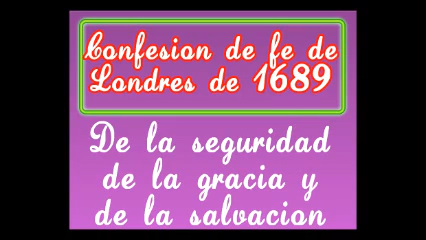 Confesion de fe de
Londres de 1689
De la seguridad
de la gracia y
de la salvacion